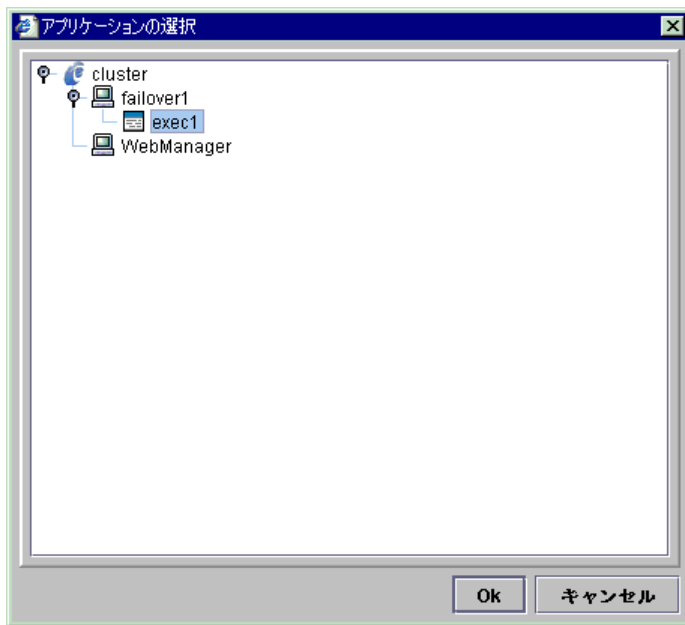 アプリケーションの選択
cluster
failover1
exec1
WebManager
Ok
キャンセル